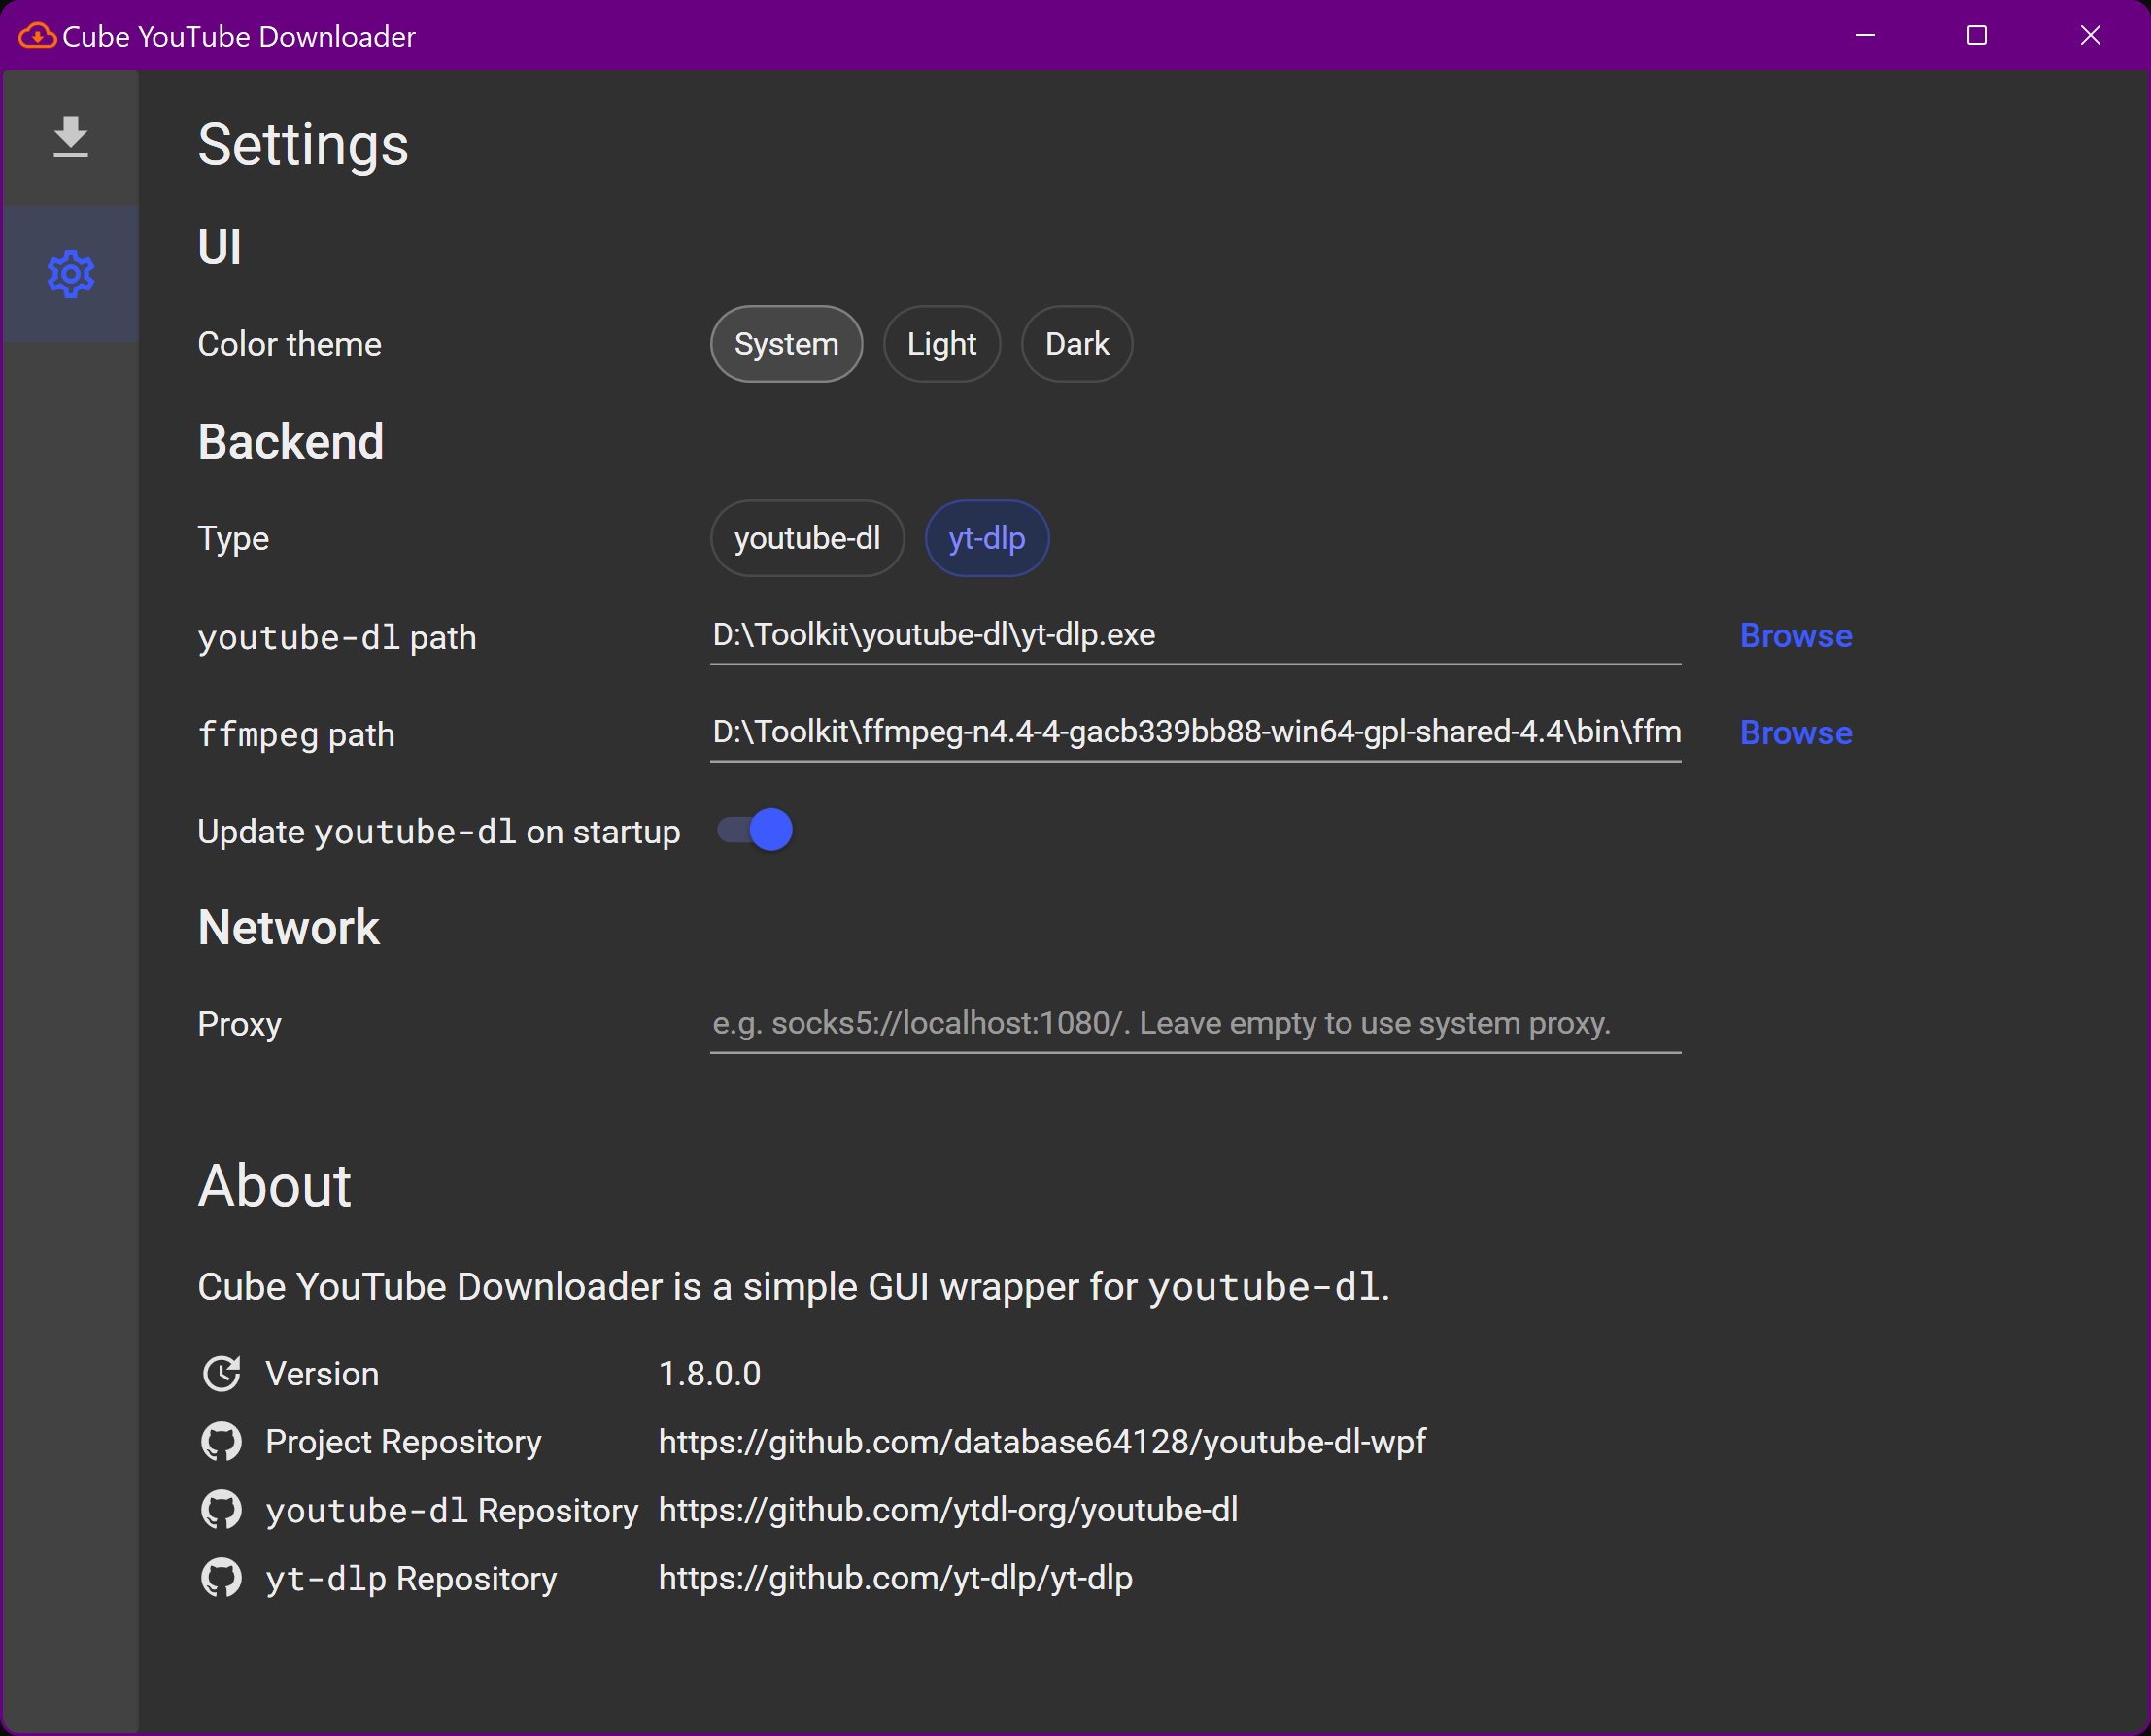 Cube YouTube Downloader
Settings
UI
Color theme System Light Dark
Backend
Type youtube-dl yt-dlp
youtube-dl path D:\Toolkit\youtube-dl\yt-dlp.exe Browse
ffmpeg path D:\Toolkit\ffmpeg-n4.4-4-gacb339bb88-win64-gpl-shared-4.4\bin\ffm Browse
Update youtube-dl on startup
Network
Proxy e.g. socks5://localhost:1080/. Leave empty to use system proxy.
About
Cube YouTube Downloader is a simple GUI wrapper for youtube-dl.
Version 1.8.0.0
Project Repository https://github.com/database64128/youtube-dl-wpf
youtube-dl Repository https://github.com/ytdl-org/youtube-dl
yt-dlp Repository https://github.com/yt-dlp/yt-dlp